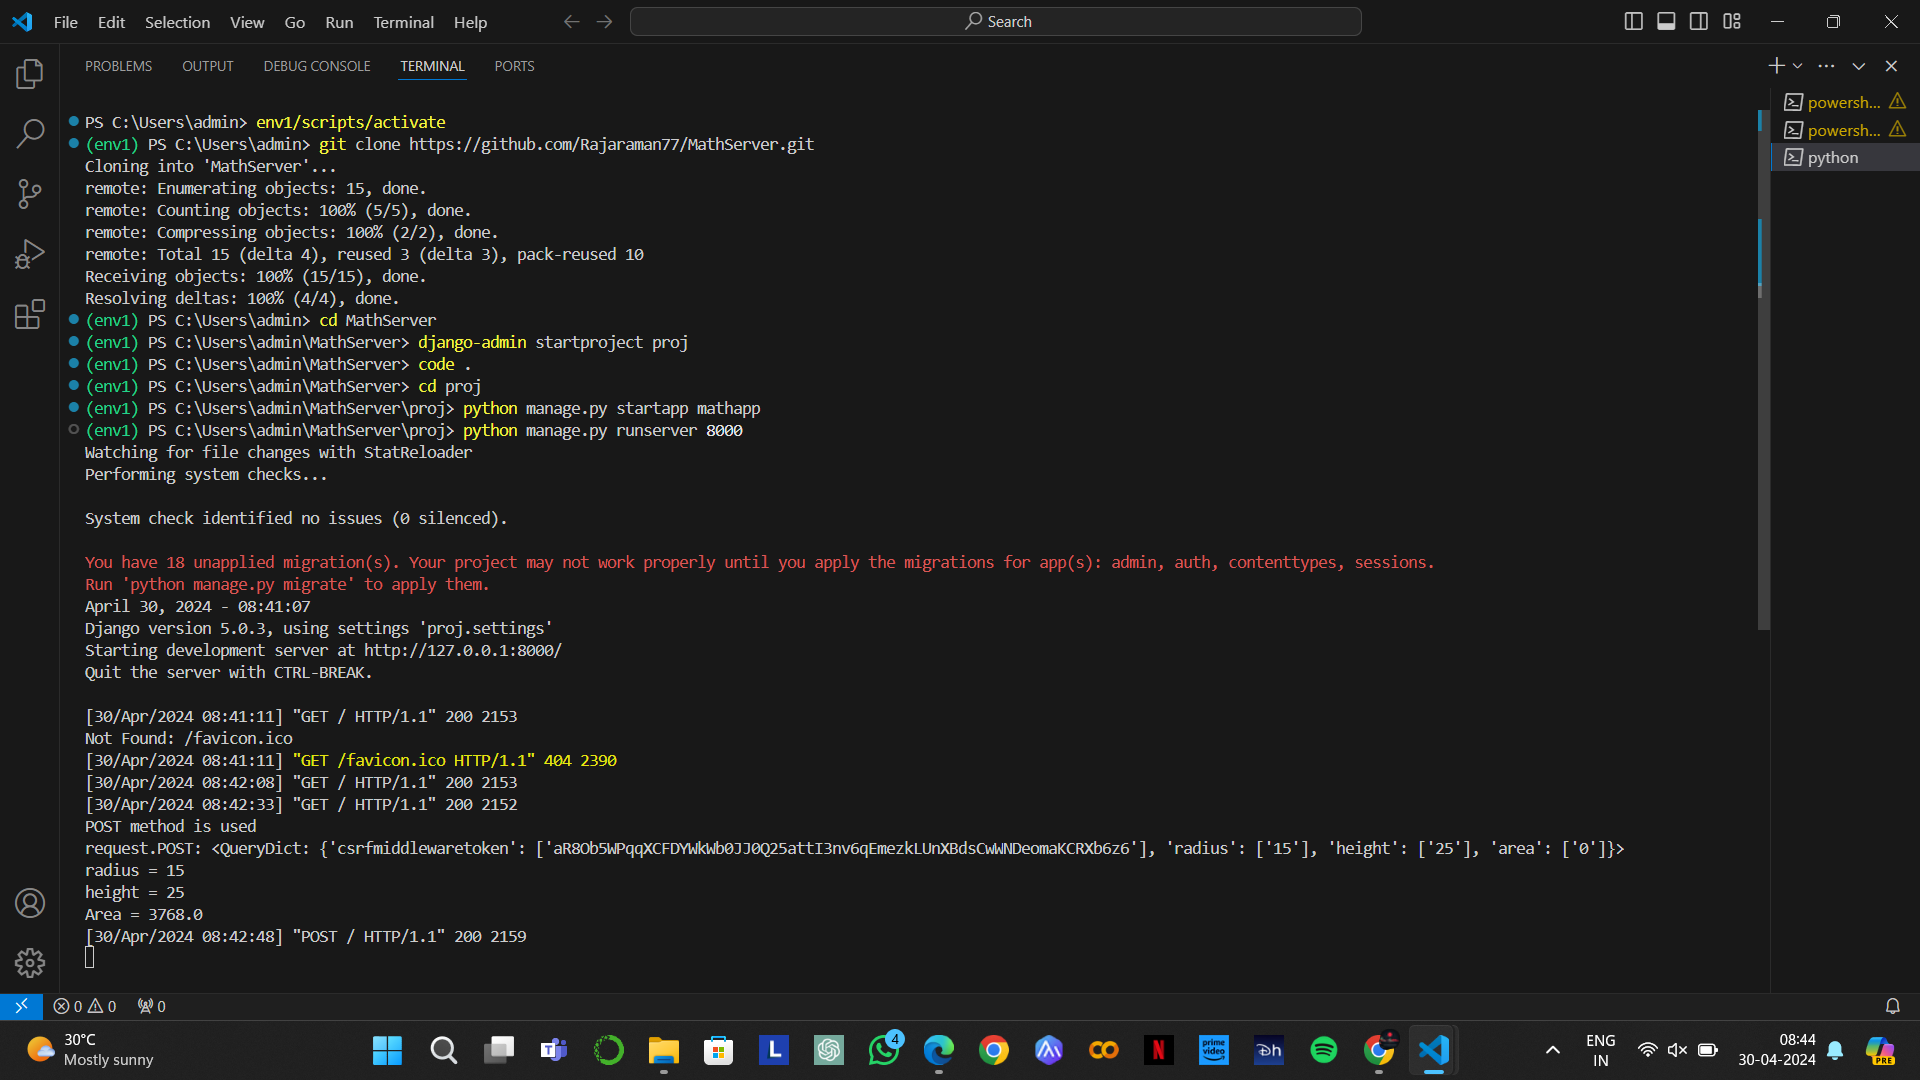 File Edit Selection View Go Run Terminal Help
Search
PROBLEMS OUTPUT DEBUG CONSOLE TERMINAL PORTS
powersh...
powersh...
python
PS C:\Users\admin> env1/scripts/activate
(env1) PS C:\Users\admin> git clone https://github.com/Rajaraman77/MathServer.git
Cloning into 'MathServer'...
remote: Enumerating objects: 15, done.
remote: Counting objects: 100% (5/5), done.
remote: Compressing objects: 100% (2/2), done.
remote: Total 15 (delta 4), reused 3 (delta 3), pack-reused 10
Receiving objects: 100% (15/15), done.
Resolving deltas: 100% (4/4), done.
(env1) PS C:\Users\admin> cd MathServer
(env1) PS C:\Users\admin\MathServer> django-admin startproject proj
(env1) PS C:\Users\admin\MathServer> code .
(env1) PS C:\Users\admin\MathServer> cd proj
(env1) PS C:\Users\admin\MathServer\proj> python manage.py startapp mathapp
(env1) PS C:\Users\admin\MathServer\proj> python manage.py runserver 8000
Watching for file changes with StatReloader
Performing system checks...
System check identified no issues (0 silenced).
You have 18 unapplied migration(s). Your project may not work properly until you apply the migrations for app(s): admin, auth, contenttypes, sessions.
Run 'python manage.py migrate' to apply them.
April 30, 2024 - 08:41:07
Django version 5.0.3, using settings 'proj.settings'
Starting development server at http://127.0.0.1:8000/
Quit the server with CTRL-BREAK.
[30/Apr/2024 08:41:11] "GET / HTTP/1.1" 200 2153
Not Found: /favicon.ico
[30/Apr/2024 08:41:11] "GET /favicon.ico HTTP/1.1" 404 2390
[30/Apr/2024 08:42:08] "GET / HTTP/1.1" 200 2153
[30/Apr/2024 08:42:33] "GET / HTTP/1.1" 200 2152
POST method is used
request.POST: <QueryDict: {'csrfmiddlewaretoken': ['aR8Ob5WPqqXCFDYWkWb0JJ0Q25attI3nv6qEmezkLUnXBdsCwWNDeomaKCRXb6z6'], 'radius': ['15'], 'height': ['25'], 'area': ['0']}>
radius = 15
height = 25
Area = 3768.0
[30/Apr/2024 08:42:48] "POST / HTTP/1.1" 200 2159
0 0 0
30°C
Mostly sunny
L
4
N
prime video
Dh
ENG
IN
08:44
30-04-2024
PRE